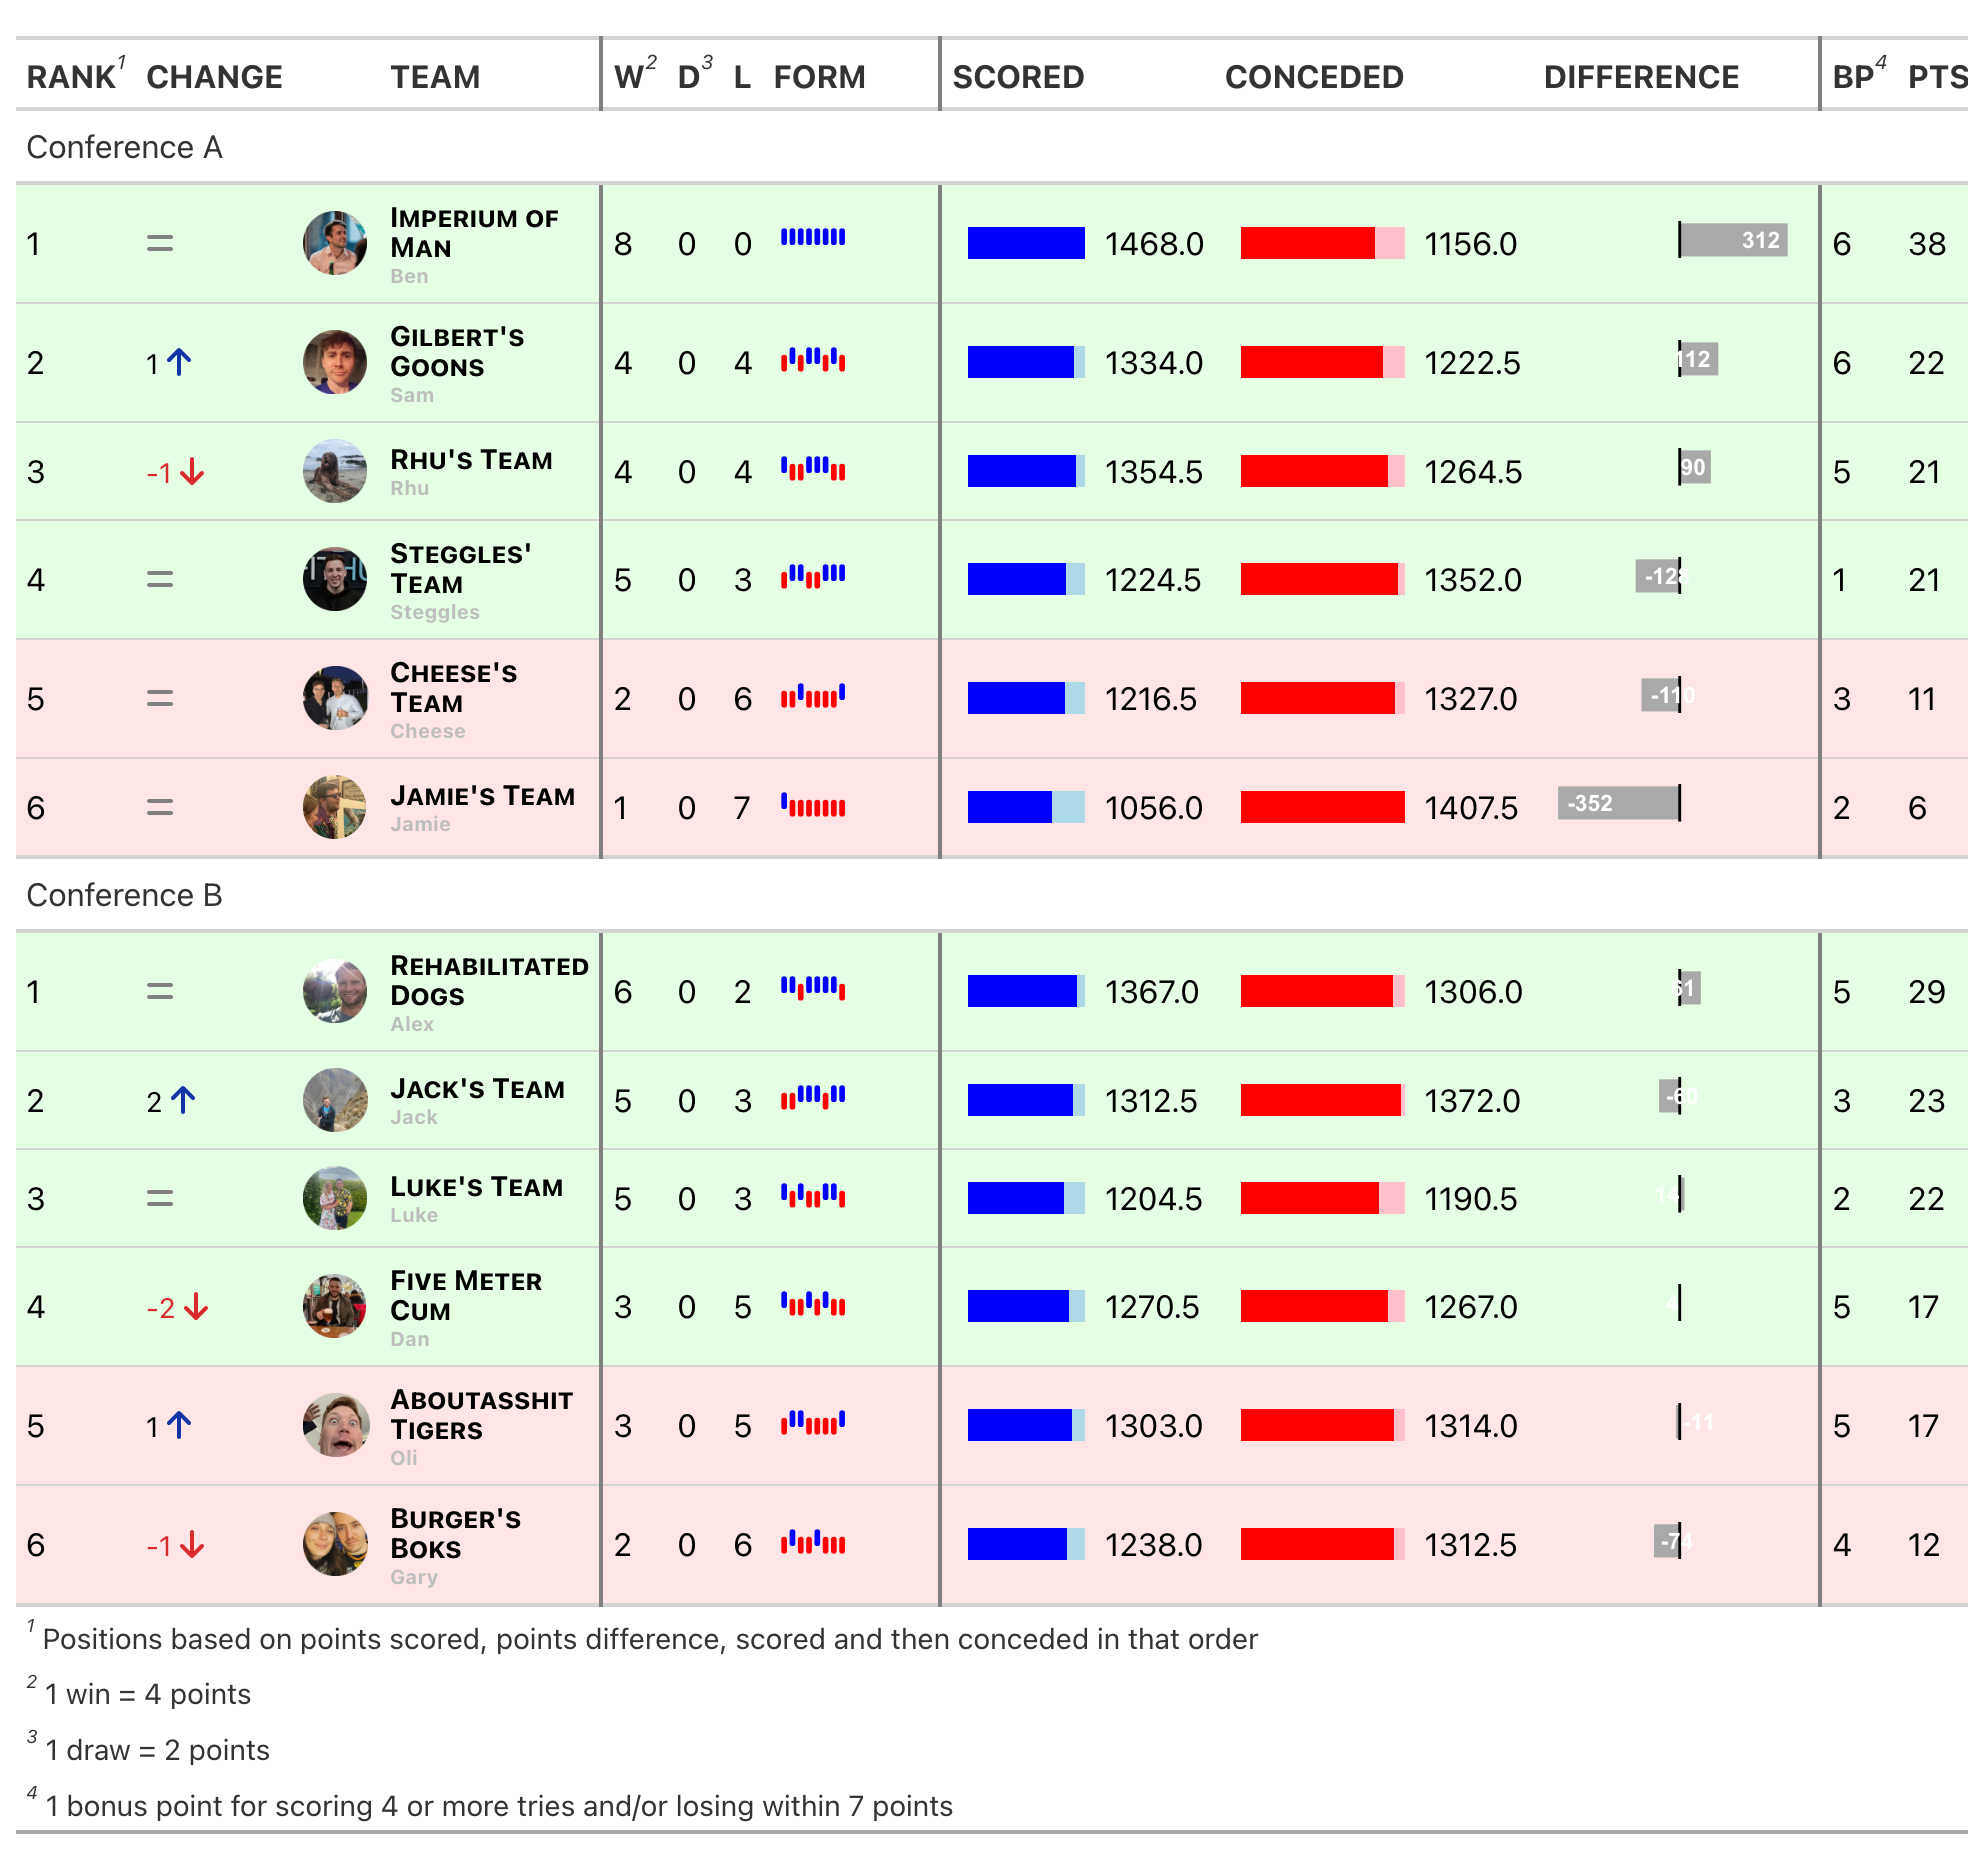 RANK1 CHANGE TEAM W2 D3 L FORM SCORED CONCEDED DIFFERENCE BP4 PTS
Conference A
1 = IMPERIUM OF 8 0 0 1468.0 1156.0 312 6 38
MAN
Ben
2 1↑ GILBERT'S 4 0 4 1334.0 1222.5 112 6 22
GOONS
Sam
3 -1↓ RHU'S TEAM 4 0 4 1354.5 1264.5 90 5 21
Rhu
4 = STEGGLES' 5 0 3 1224.5 1352.0 -128 1 21
TEAM
Steggles
5 = CHEESE'S 2 0 6 1216.5 1327.0 -110 3 11
TEAM
Cheese
6 = JAMIE'S TEAM 1 0 7 1056.0 1407.5 -352 2 6
Jamie
Conference B
1 = REHABILITATED 6 0 2 1367.0 1306.0 61 5 29
DOGS
Alex
2 2↑ JACK'S TEAM 5 0 3 1312.5 1372.0 -60 3 23
Jack
3 = LUKE'S TEAM 5 0 3 1204.5 1190.5 14 2 22
Luke
4 -2↓ FIVE METER 3 0 5 1270.5 1267.0 5 17
CUM
Dan
5 1↑ ABOUTASSHIT 3 0 5 1303.0 1314.0 -11 5 17
TIGERS
Oli
6 -1↓ BURGER'S 2 0 6 1238.0 1312.5 -74 4 12
BOKS
Gary
1 Positions based on points scored, points difference, scored and then conceded in that order
2 1 win = 4 points
3 1 draw = 2 points
4 1 bonus point for scoring 4 or more tries and/or losing within 7 points